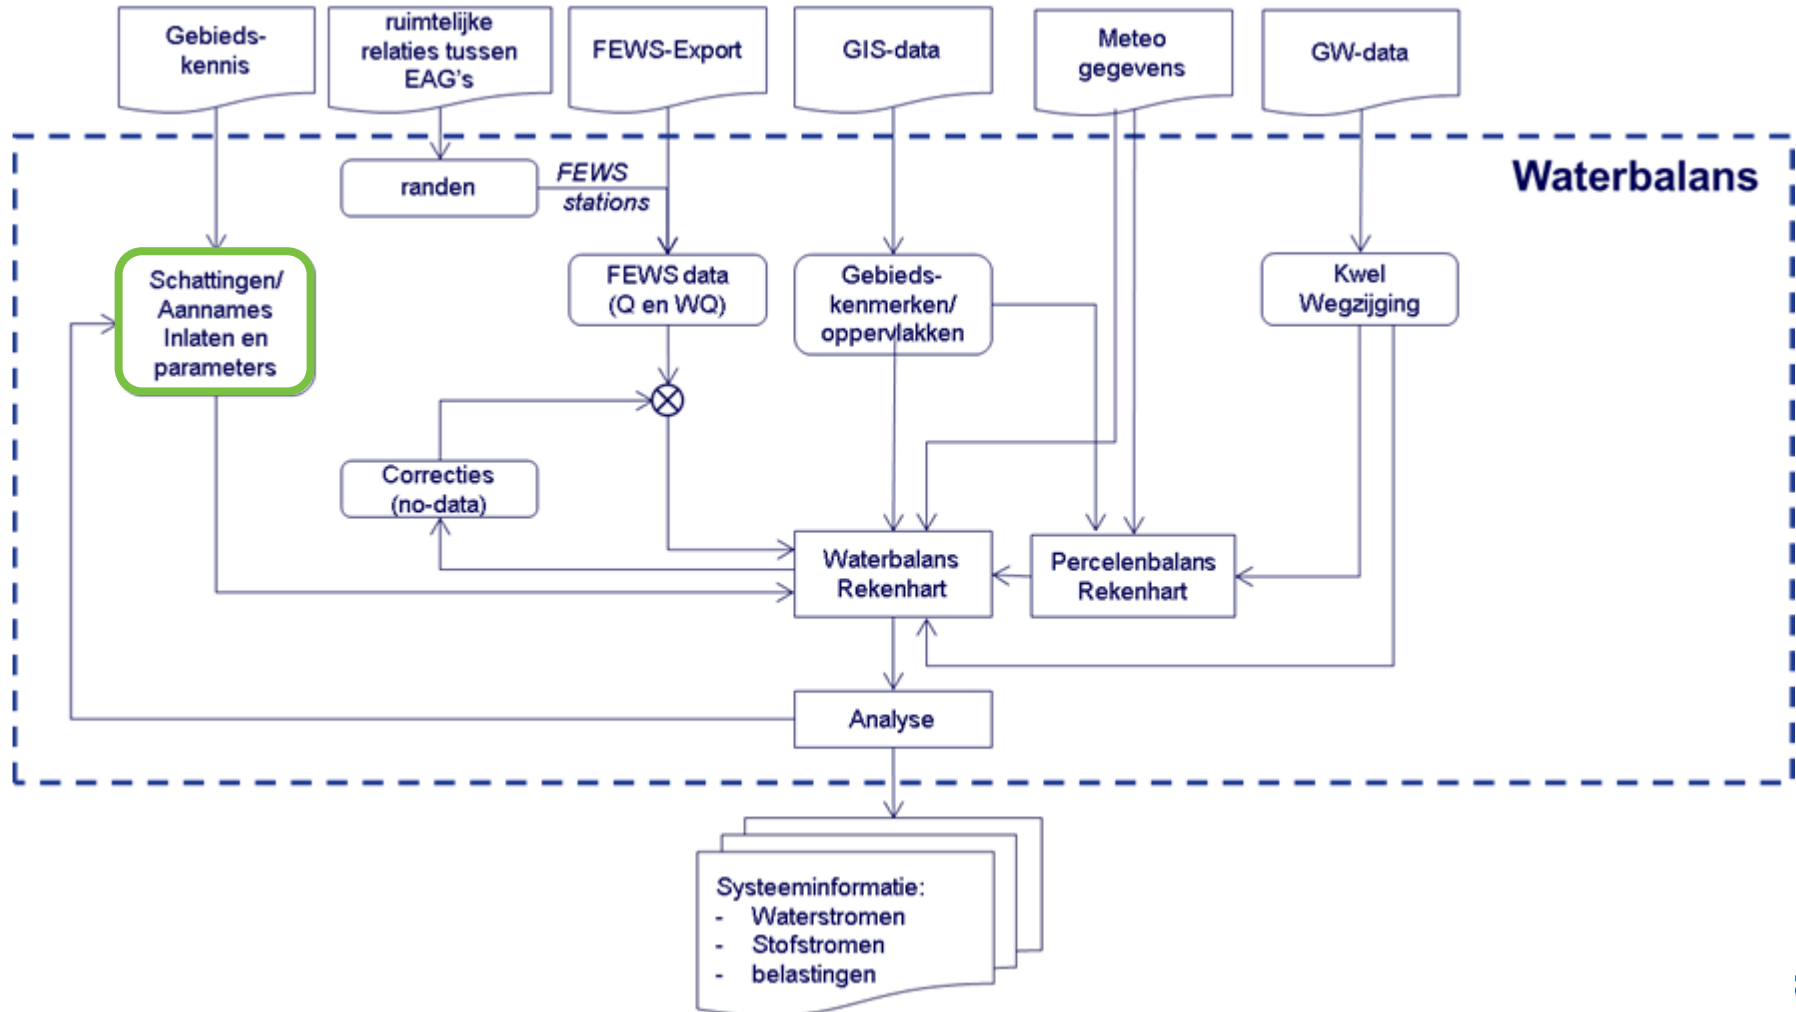 Gebieds-
kennis
ruimtelijke
relaties tussen
EAG's
FEWS-Export
GIS-data
Meteo
gegevens
GW-data
Waterbalans
randen
FEWS
stations
Schattingen/
Aannames
Inlaten en
parameters
FEWS data
(Q en WQ)
Gebieds-
kenmerken/
oppervlakken
Kwel
Wegzijging
Correcties
(no-data)
Waterbalans
Rekenhart
Percelenbalans
Rekenhart
Analyse
Systeeminformatie:
- Waterstromen
- Stofstromen
- belastingen